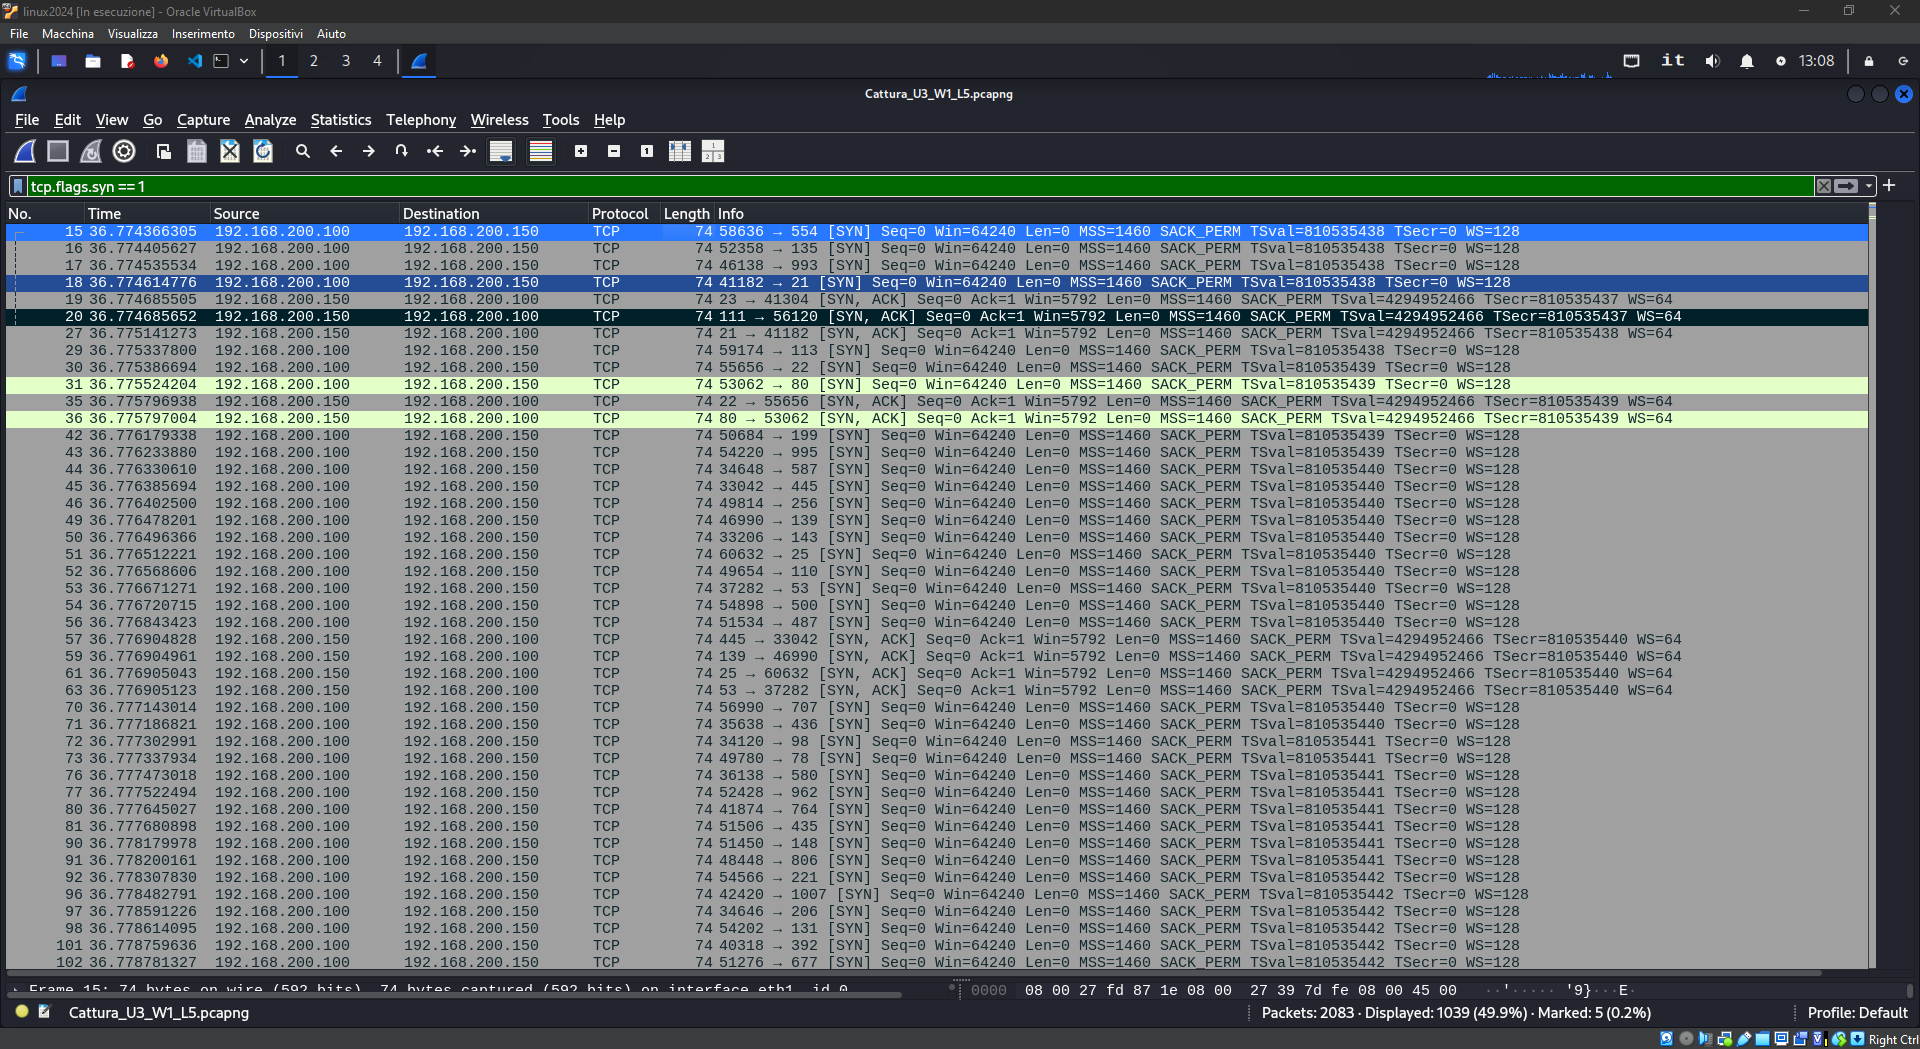 linux2024 [In esecuzione] - Oracle VirtualBox
File Macchina Visualizza Inserimento Dispositivi Aiuto
1 2 3 4 it 13:08
Cattura_U3_W1_L5.pcapng
File Edit View Go Capture Analyze Statistics Telephony Wireless Tools Help
tcp.flags.syn == 1
No. Time Source Destination Protocol Length Info
15 36.774366305 192.168.200.100 192.168.200.150 TCP 74 58636 → 554 [SYN] Seq=0 Win=64240 Len=0 MSS=1460 SACK_PERM TSval=810535438 TSecr=0 WS=128
16 36.774405627 192.168.200.100 192.168.200.150 TCP 74 52358 → 135 [SYN] Seq=0 Win=64240 Len=0 MSS=1460 SACK_PERM TSval=810535438 TSecr=0 WS=128
17 36.774535534 192.168.200.100 192.168.200.150 TCP 74 46138 → 993 [SYN] Seq=0 Win=64240 Len=0 MSS=1460 SACK_PERM TSval=810535438 TSecr=0 WS=128
18 36.774614776 192.168.200.100 192.168.200.150 TCP 74 41182 → 21 [SYN] Seq=0 Win=64240 Len=0 MSS=1460 SACK_PERM TSval=810535438 TSecr=0 WS=128
19 36.774685505 192.168.200.150 192.168.200.100 TCP 74 23 → 41304 [SYN, ACK] Seq=0 Ack=1 Win=5792 Len=0 MSS=1460 SACK_PERM TSval=4294952466 TSecr=810535437 WS=64
20 36.774685652 192.168.200.150 192.168.200.100 TCP 74 111 → 56120 [SYN, ACK] Seq=0 Ack=1 Win=5792 Len=0 MSS=1460 SACK_PERM TSval=4294952466 TSecr=810535437 WS=64
27 36.775141273 192.168.200.150 192.168.200.100 TCP 74 21 → 41182 [SYN, ACK] Seq=0 Ack=1 Win=5792 Len=0 MSS=1460 SACK_PERM TSval=4294952466 TSecr=810535438 WS=64
29 36.775337800 192.168.200.100 192.168.200.150 TCP 74 59174 → 113 [SYN] Seq=0 Win=64240 Len=0 MSS=1460 SACK_PERM TSval=810535438 TSecr=0 WS=128
30 36.775386694 192.168.200.100 192.168.200.150 TCP 74 55656 → 22 [SYN] Seq=0 Win=64240 Len=0 MSS=1460 SACK_PERM TSval=810535439 TSecr=0 WS=128
31 36.775524204 192.168.200.100 192.168.200.150 TCP 74 53062 → 80 [SYN] Seq=0 Win=64240 Len=0 MSS=1460 SACK_PERM TSval=810535439 TSecr=0 WS=128
35 36.775796938 192.168.200.150 192.168.200.100 TCP 74 22 → 55656 [SYN, ACK] Seq=0 Ack=1 Win=5792 Len=0 MSS=1460 SACK_PERM TSval=4294952466 TSecr=810535439 WS=64
36 36.775797004 192.168.200.150 192.168.200.100 TCP 74 80 → 53062 [SYN, ACK] Seq=0 Ack=1 Win=5792 Len=0 MSS=1460 SACK_PERM TSval=4294952466 TSecr=810535439 WS=64
42 36.776179338 192.168.200.100 192.168.200.150 TCP 74 50684 → 199 [SYN] Seq=0 Win=64240 Len=0 MSS=1460 SACK_PERM TSval=810535439 TSecr=0 WS=128
43 36.776233880 192.168.200.100 192.168.200.150 TCP 74 54220 → 995 [SYN] Seq=0 Win=64240 Len=0 MSS=1460 SACK_PERM TSval=810535439 TSecr=0 WS=128
44 36.776330610 192.168.200.100 192.168.200.150 TCP 74 34648 → 587 [SYN] Seq=0 Win=64240 Len=0 MSS=1460 SACK_PERM TSval=810535440 TSecr=0 WS=128
45 36.776385694 192.168.200.100 192.168.200.150 TCP 74 33042 → 445 [SYN] Seq=0 Win=64240 Len=0 MSS=1460 SACK_PERM TSval=810535440 TSecr=0 WS=128
46 36.776402500 192.168.200.100 192.168.200.150 TCP 74 49814 → 256 [SYN] Seq=0 Win=64240 Len=0 MSS=1460 SACK_PERM TSval=810535440 TSecr=0 WS=128
49 36.776478201 192.168.200.100 192.168.200.150 TCP 74 46990 → 139 [SYN] Seq=0 Win=64240 Len=0 MSS=1460 SACK_PERM TSval=810535440 TSecr=0 WS=128
50 36.776496366 192.168.200.100 192.168.200.150 TCP 74 33206 → 143 [SYN] Seq=0 Win=64240 Len=0 MSS=1460 SACK_PERM TSval=810535440 TSecr=0 WS=128
51 36.776512221 192.168.200.100 192.168.200.150 TCP 74 60632 → 25 [SYN] Seq=0 Win=64240 Len=0 MSS=1460 SACK_PERM TSval=810535440 TSecr=0 WS=128
52 36.776568606 192.168.200.100 192.168.200.150 TCP 74 49654 → 110 [SYN] Seq=0 Win=64240 Len=0 MSS=1460 SACK_PERM TSval=810535440 TSecr=0 WS=128
53 36.776671271 192.168.200.100 192.168.200.150 TCP 74 37282 → 53 [SYN] Seq=0 Win=64240 Len=0 MSS=1460 SACK_PERM TSval=810535440 TSecr=0 WS=128
54 36.776720715 192.168.200.100 192.168.200.150 TCP 74 54898 → 500 [SYN] Seq=0 Win=64240 Len=0 MSS=1460 SACK_PERM TSval=810535440 TSecr=0 WS=128
56 36.776843423 192.168.200.100 192.168.200.150 TCP 74 51534 → 487 [SYN] Seq=0 Win=64240 Len=0 MSS=1460 SACK_PERM TSval=810535440 TSecr=0 WS=128
57 36.776904828 192.168.200.150 192.168.200.100 TCP 74 445 → 33042 [SYN, ACK] Seq=0 Ack=1 Win=5792 Len=0 MSS=1460 SACK_PERM TSval=4294952466 TSecr=810535440 WS=64
59 36.776904961 192.168.200.150 192.168.200.100 TCP 74 139 → 46990 [SYN, ACK] Seq=0 Ack=1 Win=5792 Len=0 MSS=1460 SACK_PERM TSval=4294952466 TSecr=810535440 WS=64
61 36.776905043 192.168.200.150 192.168.200.100 TCP 74 25 → 60632 [SYN, ACK] Seq=0 Ack=1 Win=5792 Len=0 MSS=1460 SACK_PERM TSval=4294952466 TSecr=810535440 WS=64
63 36.776905123 192.168.200.150 192.168.200.100 TCP 74 53 → 37282 [SYN, ACK] Seq=0 Ack=1 Win=5792 Len=0 MSS=1460 SACK_PERM TSval=4294952466 TSecr=810535440 WS=64
70 36.777143014 192.168.200.100 192.168.200.150 TCP 74 56990 → 707 [SYN] Seq=0 Win=64240 Len=0 MSS=1460 SACK_PERM TSval=810535440 TSecr=0 WS=128
71 36.777186821 192.168.200.100 192.168.200.150 TCP 74 35638 → 436 [SYN] Seq=0 Win=64240 Len=0 MSS=1460 SACK_PERM TSval=810535440 TSecr=0 WS=128
72 36.777302991 192.168.200.100 192.168.200.150 TCP 74 34120 → 98 [SYN] Seq=0 Win=64240 Len=0 MSS=1460 SACK_PERM TSval=810535441 TSecr=0 WS=128
73 36.777337934 192.168.200.100 192.168.200.150 TCP 74 49780 → 78 [SYN] Seq=0 Win=64240 Len=0 MSS=1460 SACK_PERM TSval=810535441 TSecr=0 WS=128
76 36.777473018 192.168.200.100 192.168.200.150 TCP 74 36138 → 580 [SYN] Seq=0 Win=64240 Len=0 MSS=1460 SACK_PERM TSval=810535441 TSecr=0 WS=128
77 36.777522494 192.168.200.100 192.168.200.150 TCP 74 52428 → 962 [SYN] Seq=0 Win=64240 Len=0 MSS=1460 SACK_PERM TSval=810535441 TSecr=0 WS=128
80 36.777645027 192.168.200.100 192.168.200.150 TCP 74 41874 → 764 [SYN] Seq=0 Win=64240 Len=0 MSS=1460 SACK_PERM TSval=810535441 TSecr=0 WS=128
81 36.777680898 192.168.200.100 192.168.200.150 TCP 74 51506 → 435 [SYN] Seq=0 Win=64240 Len=0 MSS=1460 SACK_PERM TSval=810535441 TSecr=0 WS=128
90 36.778179978 192.168.200.100 192.168.200.150 TCP 74 51450 → 148 [SYN] Seq=0 Win=64240 Len=0 MSS=1460 SACK_PERM TSval=810535441 TSecr=0 WS=128
91 36.778200161 192.168.200.100 192.168.200.150 TCP 74 48448 → 806 [SYN] Seq=0 Win=64240 Len=0 MSS=1460 SACK_PERM TSval=810535441 TSecr=0 WS=128
92 36.778307830 192.168.200.100 192.168.200.150 TCP 74 54566 → 221 [SYN] Seq=0 Win=64240 Len=0 MSS=1460 SACK_PERM TSval=810535442 TSecr=0 WS=128
96 36.778482791 192.168.200.100 192.168.200.150 TCP 74 42420 → 1007 [SYN] Seq=0 Win=64240 Len=0 MSS=1460 SACK_PERM TSval=810535442 TSecr=0 WS=128
97 36.778591226 192.168.200.100 192.168.200.150 TCP 74 34646 → 206 [SYN] Seq=0 Win=64240 Len=0 MSS=1460 SACK_PERM TSval=810535442 TSecr=0 WS=128
98 36.778614095 192.168.200.100 192.168.200.150 TCP 74 54202 → 131 [SYN] Seq=0 Win=64240 Len=0 MSS=1460 SACK_PERM TSval=810535442 TSecr=0 WS=128
101 36.778759636 192.168.200.100 192.168.200.150 TCP 74 40318 → 392 [SYN] Seq=0 Win=64240 Len=0 MSS=1460 SACK_PERM TSval=810535442 TSecr=0 WS=128
102 36.778781327 192.168.200.100 192.168.200.150 TCP 74 51276 → 677 [SYN] Seq=0 Win=64240 Len=0 MSS=1460 SACK_PERM TSval=810535442 TSecr=0 WS=128
Frame 15: 74 bytes on wire (592 bits), 74 bytes captured (592 bits) on interface eth1, id 0
0000 08 00 27 fd 87 1e 08 00 27 39 7d fe 08 00 45 00 ··'····· '9}···E·
Cattura_U3_W1_L5.pcapng
Packets: 2083 · Displayed: 1039 (49.9%) · Marked: 5 (0.2%)
Profile: Default
Right Ctrl